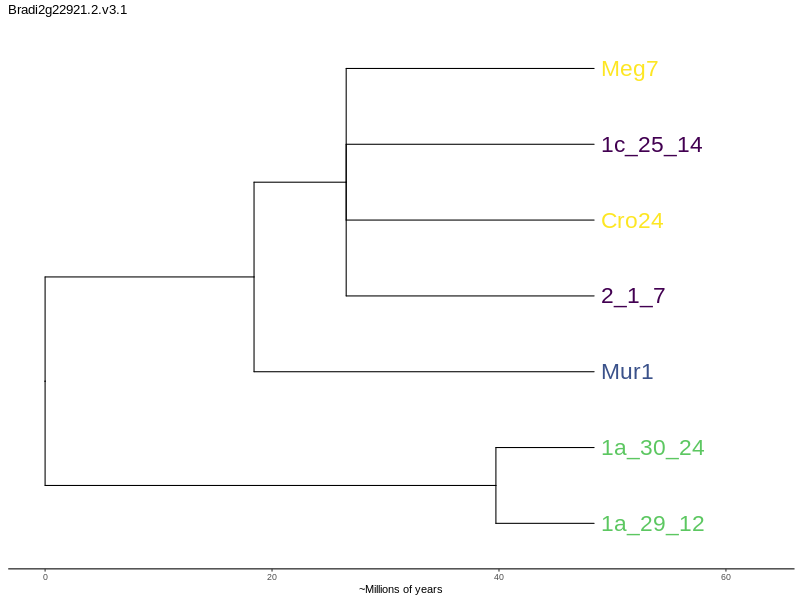 Bradi2g22921.2.v3.1
Meg7
1c_25_14
Cro24
2_1_7
Mur1
1a_30_24
1a_29_12
0 20 40 60
~Millions of years